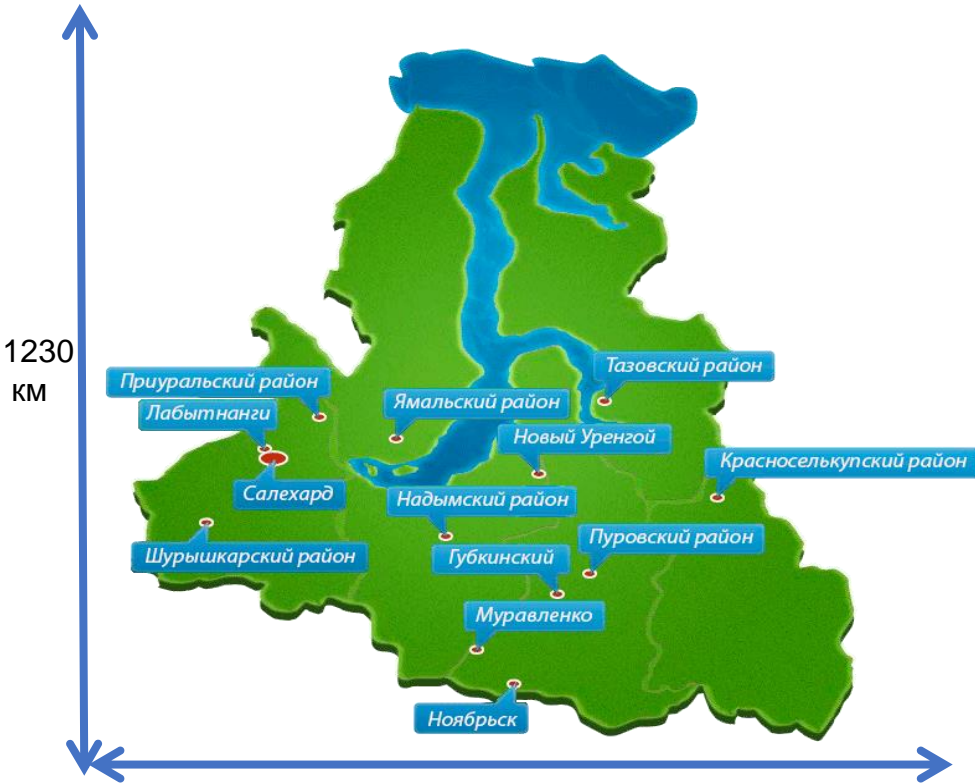 1230
км
Приуральский район
Лабытнанги
Салехард
Шурышкарский район
Ямальский район
Тазовский район
Новый Уренгой
Красноселькупский район
Надымский район
Пуровский район
Губкинский
Муравленко
Ноябрьск